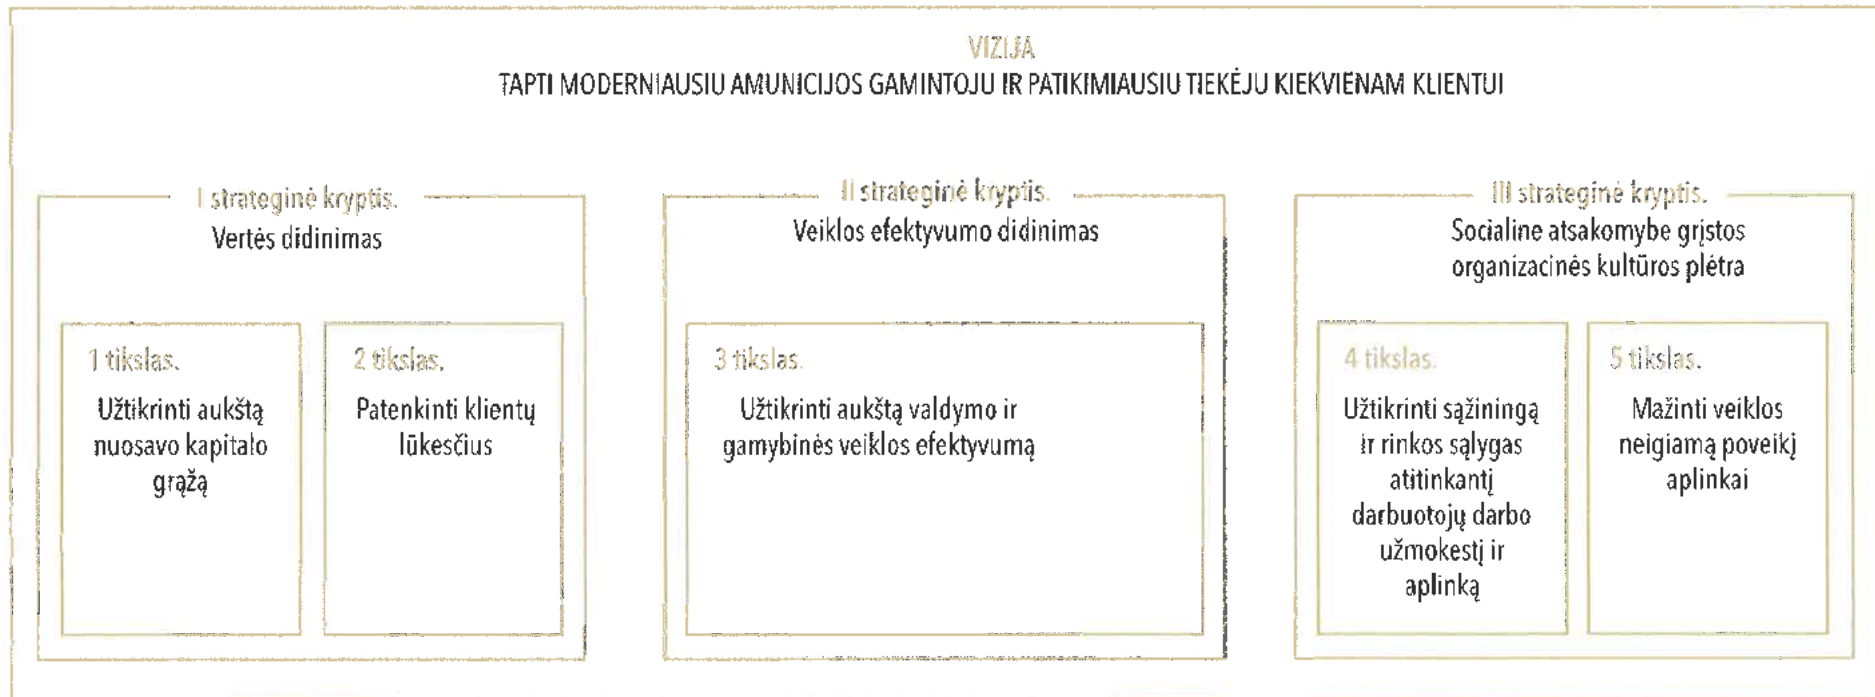 VIZIJA
TAPTI MODERNIAUSIU AMUNICIJOS GAMINTOJU IR PATIKIMIAUSIU TIEKĖJU KIEKVIENAM KLIENTUI
I strateginė kryptis.
Vertės didinimas
1 tikslas.
Užtikrinti aukštą
nuosavo kapitalo
grąžą
2 tikslas.
Patenkinti klientų
lūkesčius
II strateginė kryptis.
Veiklos efektyvumo didinimas
3 tikslas.
Užtikrinti aukštą valdymo ir
gamybinės veiklos efektyvumą
III strateginė kryptis.
Socialine atsakomybe grįstos
organizacinės kultūros plėtra
4 tikslas.
Užtikrinti sąžiningą
ir rinkos sąlygas
atitinkantį
darbuotojų darbo
užmokestį ir
aplinką
5 tikslas.
Mažinti veiklos
neigiamą poveikį
aplinkai